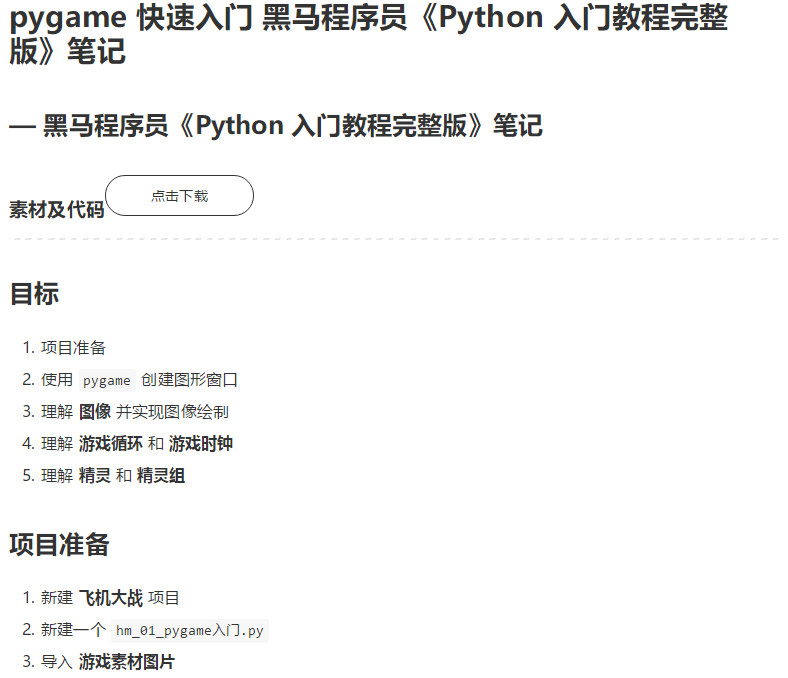 pygame 快速入门 黑马程序员《Python 入门教程完整
版》笔记
— 黑马程序员《Python 入门教程完整版》笔记
素材及代码 点击下载
目标
1. 项目准备
2. 使用 pygame 创建图形窗口
3. 理解 图像 并实现图像绘制
4. 理解 游戏循环 和 游戏时钟
5. 理解 精灵 和 精灵组
项目准备
1. 新建 飞机大战 项目
2. 新建一个 hm_01_pygame入门.py
3. 导入 游戏素材图片